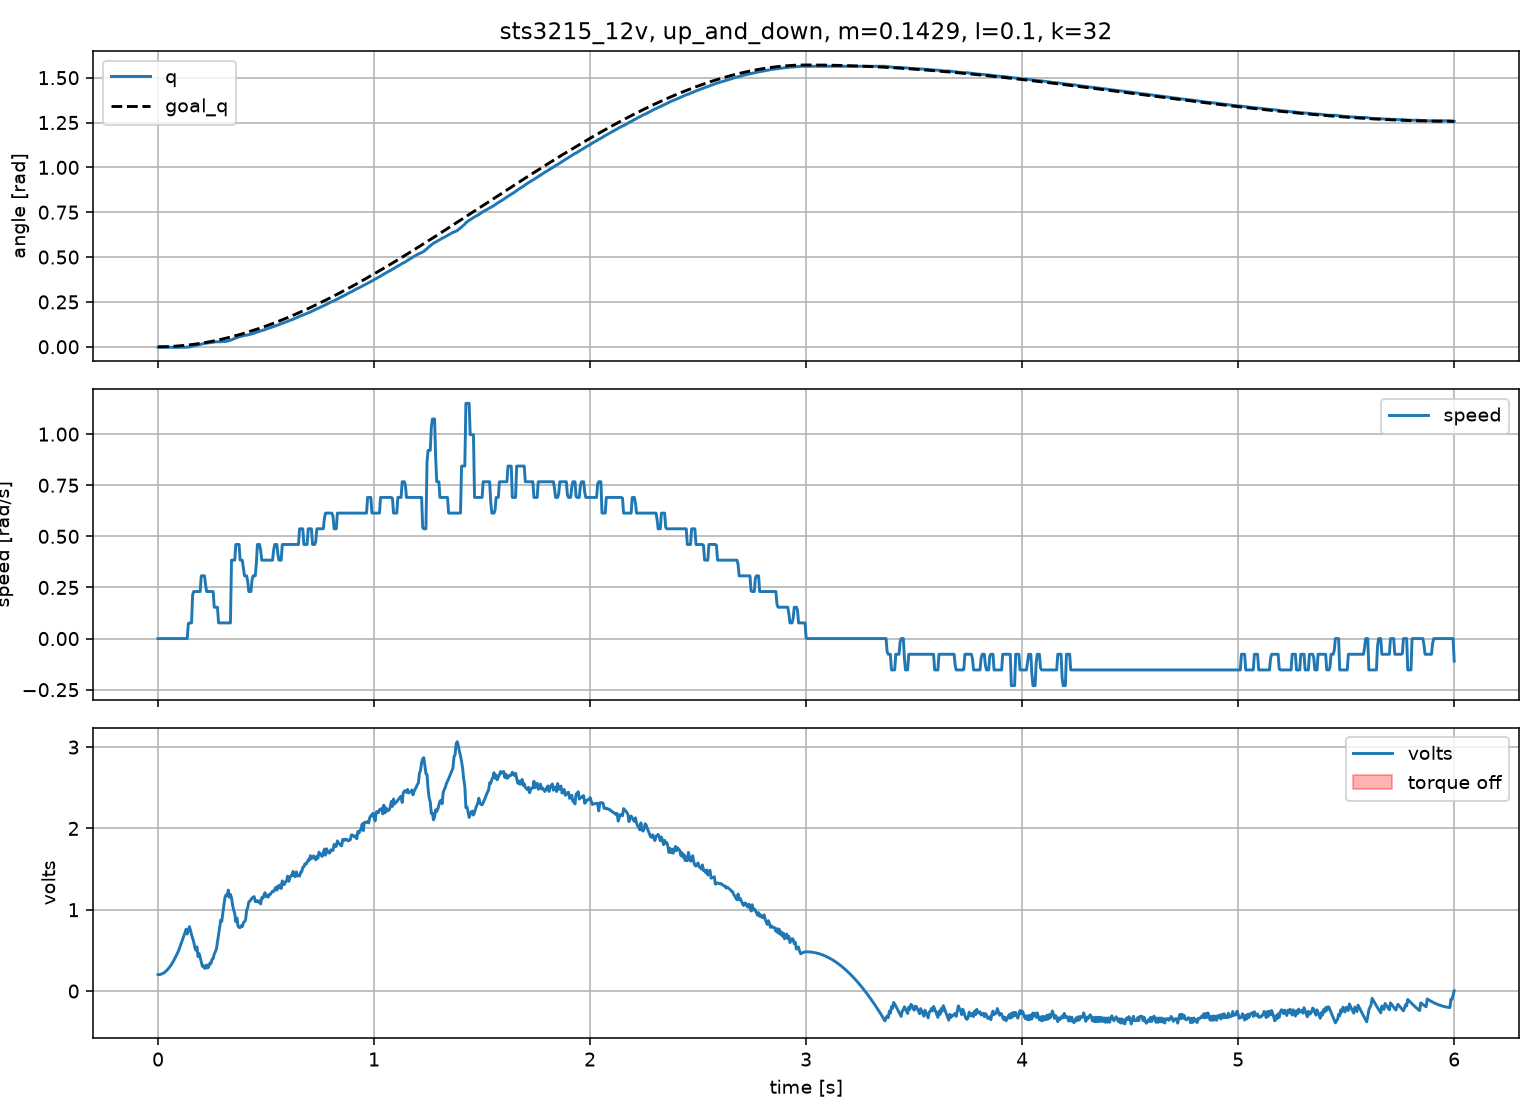 sts3215_12v, up_and_down, m=0.1429, l=0.1, k=32
q
goal_q
angle [rad]
1.50
1.25
1.00
0.75
0.50
0.25
0.00
speed
speed [rad/s]
1.00
0.75
0.50
0.25
0.00
−0.25
volts
torque off
volts
3
2
1
0
0 1 2 3 4 5 6
time [s]